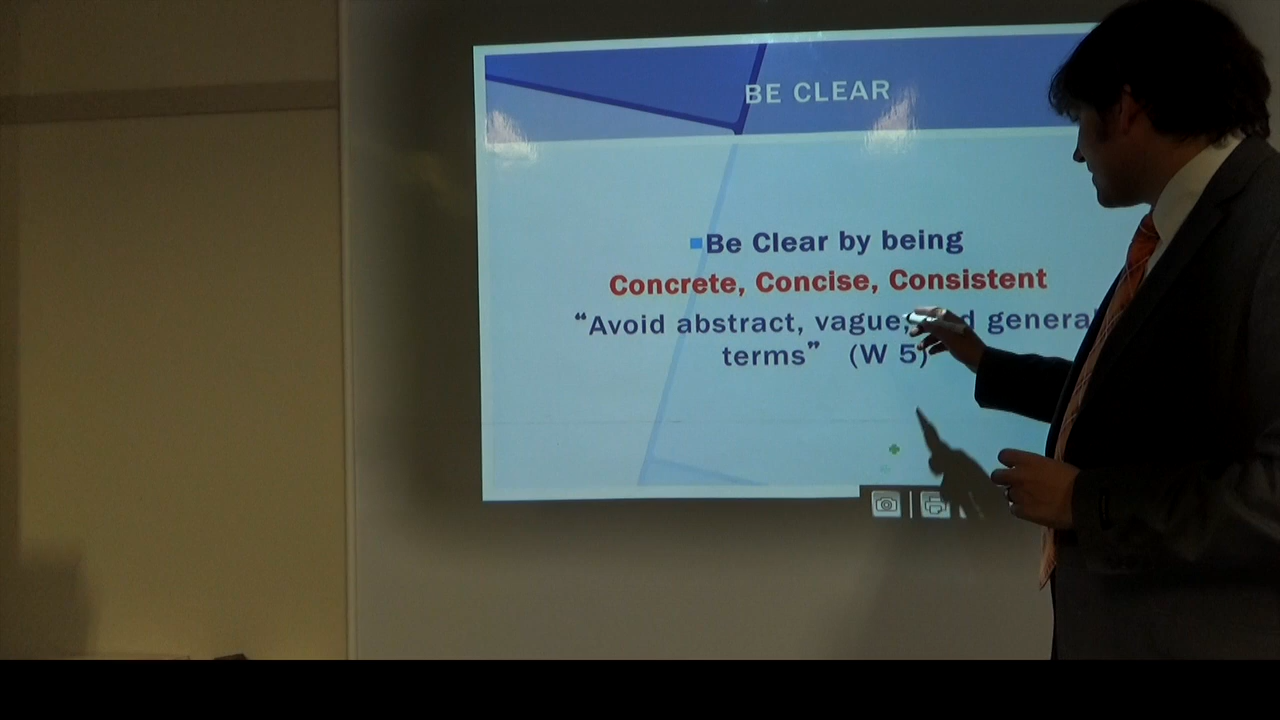 BE CLEAR
Be Clear by being
Concrete, Concise, Consistent
“Avoid abstract, vague,
terms” (W 5)